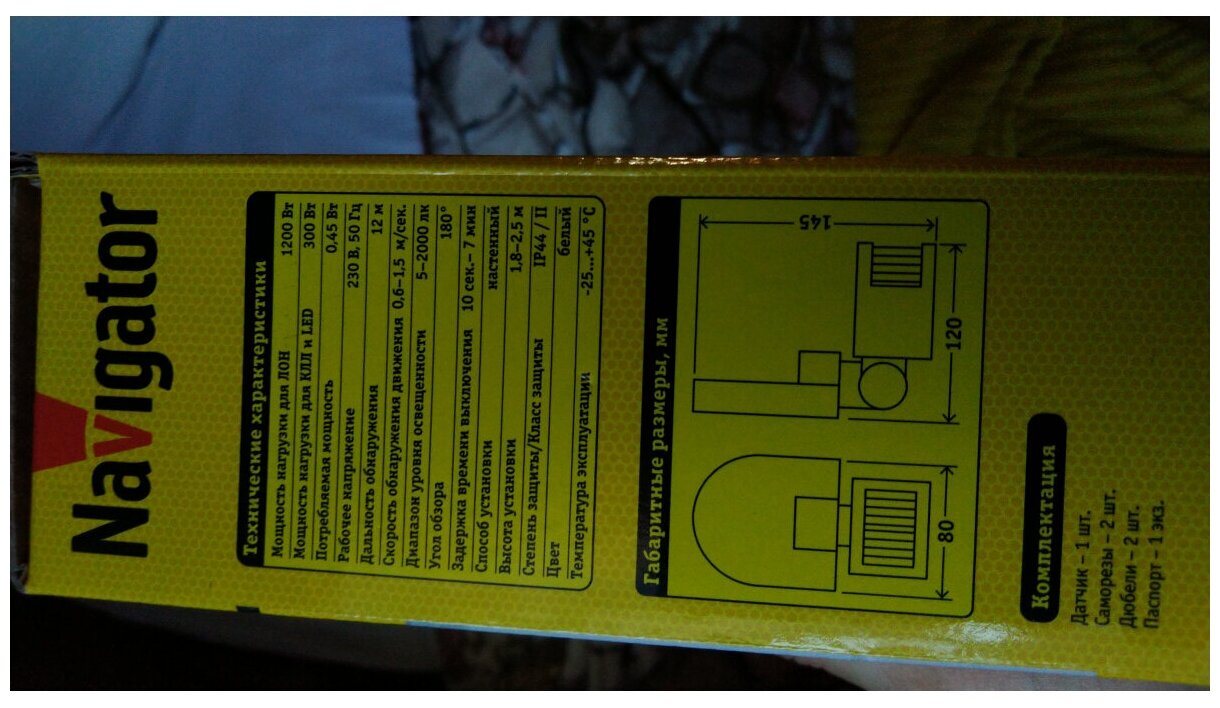 Navigator
Технические характеристики
Мощность нагрузки для ЛОН 1200 Вт
Мощность нагрузки для КЛЛ и LED 300 Вт
Потребляемая мощность 0,45 Вт
Рабочее напряжение 230 В, 50 Гц
Дальность обнаружения 12 м
Скорость обнаружения движения 0,6–1,5 м/сек.
Диапазон уровня освещенности 5–2000 лк
Угол обзора 180°
Задержка времени выключения 10 сек.– 7 мин
Способ установки настенный
Высота установки 1,8–2,5 м
Степень защиты/Класс защиты IP44 / II
Цвет белый
Температура эксплуатации -25...+45 °C
Габаритные размеры, мм
145
120
80
Комплектация
Датчик – 1 шт.
Саморезы – 2 шт.
Дюбели – 2 шт.
Паспорт – 1 экз.